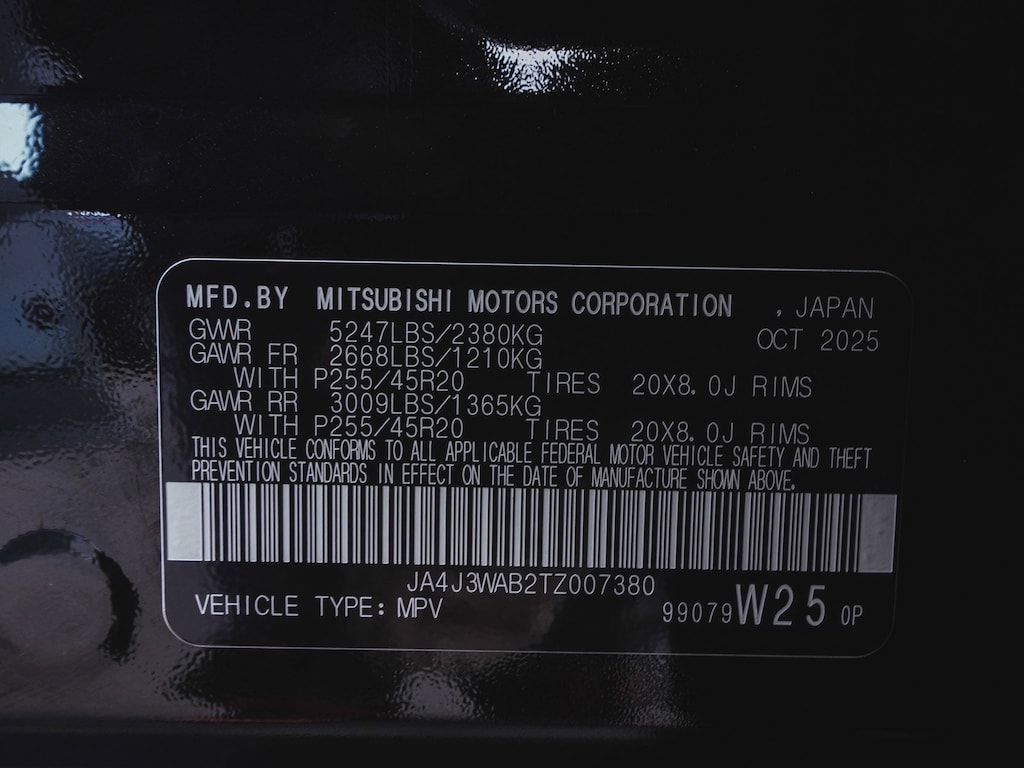 MFD.BY MITSUBISHI MOTORS CORPORATION , JAPAN
GVWR 5247LBS/2380KG OCT 2025
GAWR FR 2668LBS/1210KG
WITH P255/45R20 TIRES 20X8.0J RIMS
GAWR RR 3009LBS/1365KG
WITH P255/45R20 TIRES 20X8.0J RIMS
THIS VEHICLE CONFORMS TO ALL APPLICABLE FEDERAL MOTOR VEHICLE SAFETY AND THEFT
PREVENTION STANDARDS IN EFFECT ON THE DATE OF MANUFACTURE SHOWN ABOVE.
JA4J3WAB2TZ007380
VEHICLE TYPE: MPV 99079 W25 0P